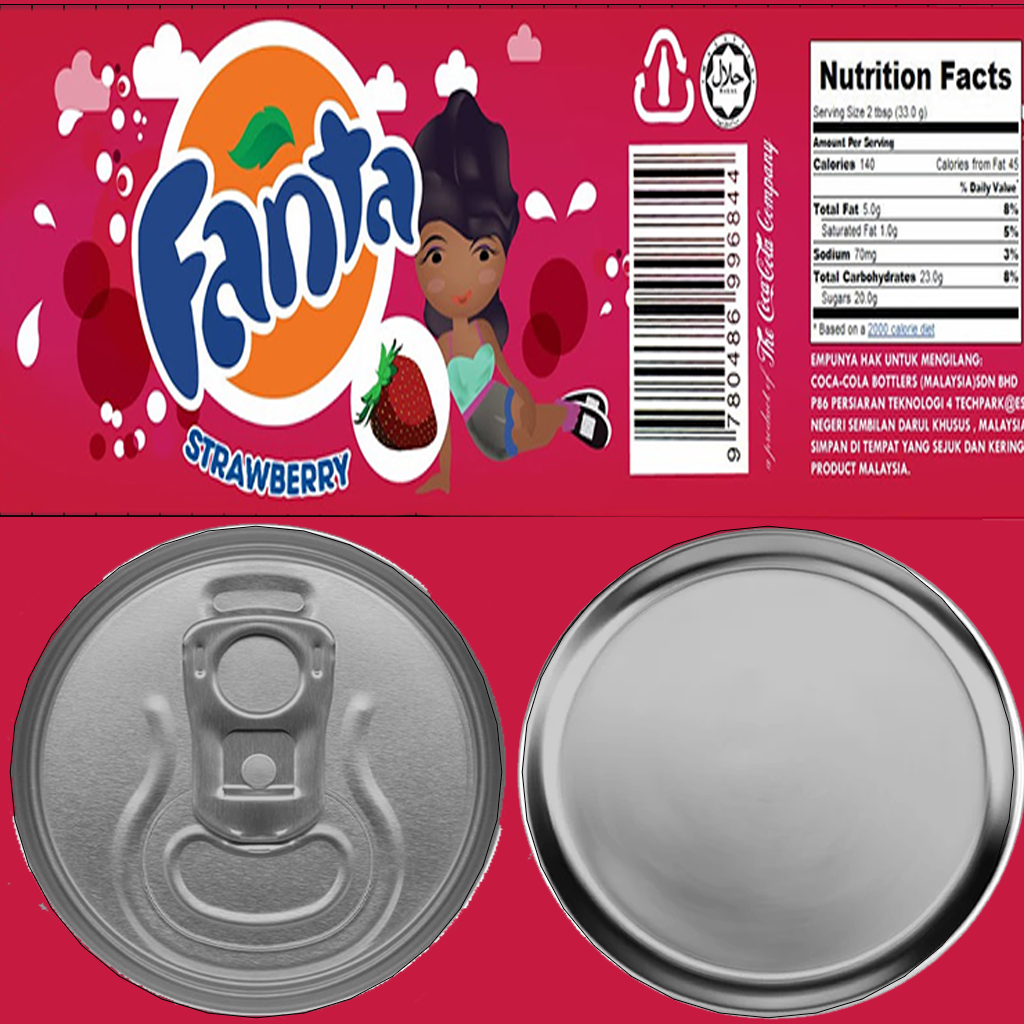 Fanta
STRAWBERRY
حلال
9 780486 996844
a product of The Coca Cola Company
Nutrition Facts
Serving Size 2 tbsp (33.0 g)
Amount Per Serving
Calories 140 Calories from Fat 45
% Daily Value*
Total Fat 5.0g 8%
Saturated Fat 1.0g 5%
Sodium 70mg 3%
Total Carbohydrates 23.0g 8%
Sugars 20.0g
* Based on a 2000 calorie diet
EMPUNYA HAK UNTUK MENGILANG:
COCA-COLA BOTTLERS (MALAYSIA)SDN BHD
P86 PERSIARAN TEKNOLOGI 4 TECHPARK@ES
NEGERI SEMBILAN DARUL KHUSUS , MALAYSIA
SIMPAN DI TEMPAT YANG SEJUK DAN KERING
PRODUCT MALAYSIA.